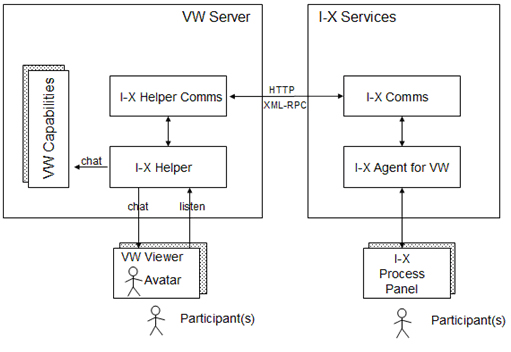 VW Server
I-X Services
VW Capabilities
I-X Helper Comms
HTTP
XML-RPC
I-X Comms
chat
I-X Helper
I-X Agent for VW
chat
listen
VW Viewer
Avatar
I-X
Process
Panel
Participant(s)
Participant(s)